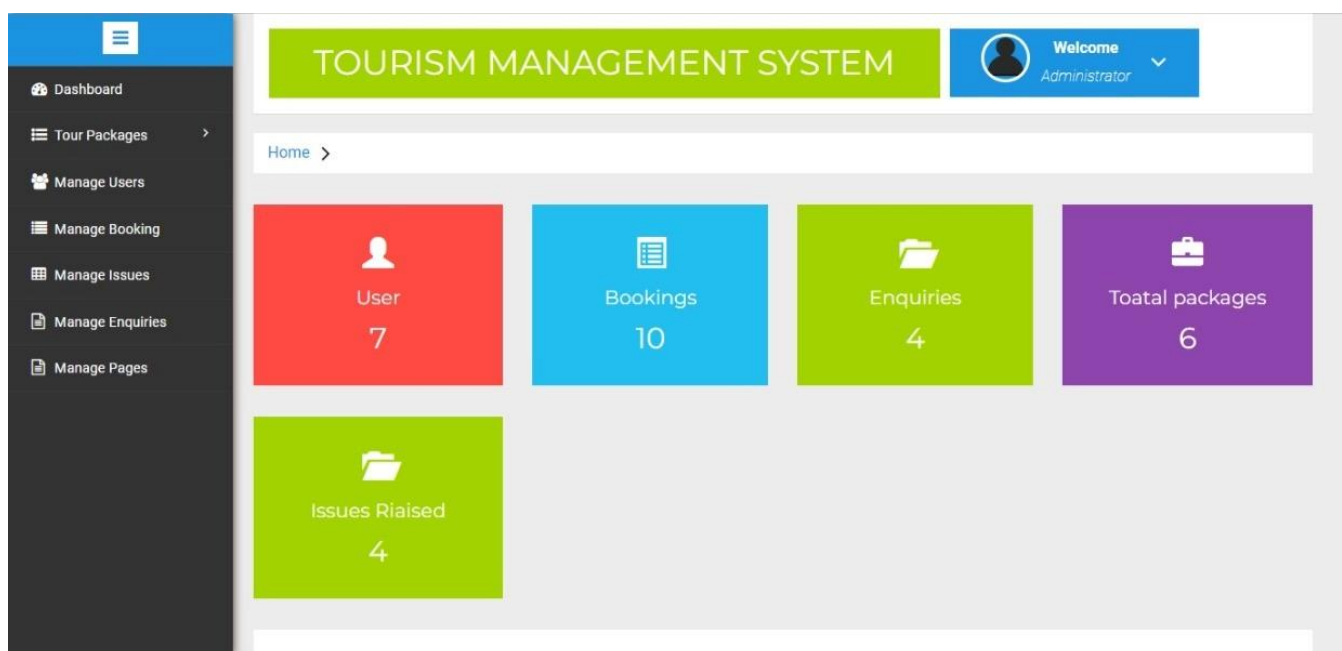 TOURISM MANAGEMENT SYSTEM
Welcome
Administrator
Dashboard
Tour Packages
Manage Users
Manage Booking
Manage Issues
Manage Enquiries
Manage Pages
Home
User
7
Bookings
10
Enquiries
4
Toatal packages
6
Issues Riaised
4